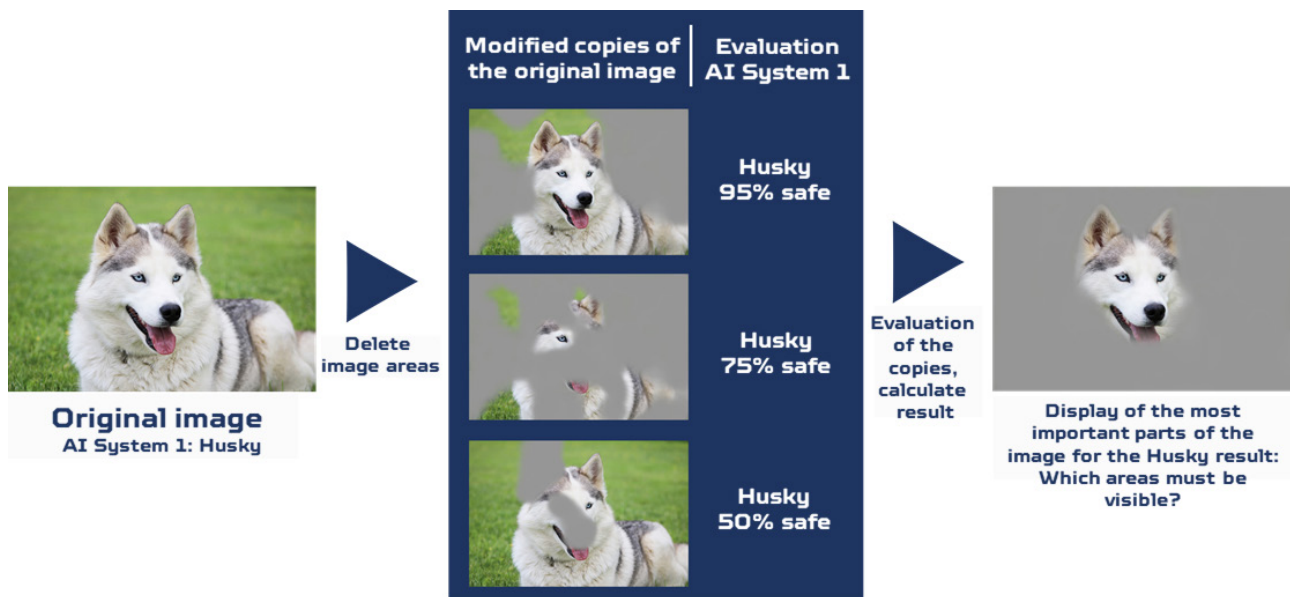 Original image
AI System 1: Husky
Delete
image areas
Modified copies of
the original image
Evaluation
AI System 1
Husky
95% safe
Husky
75% safe
Husky
50% safe
Evaluation
of the
copies,
calculate
result
Display of the most
important parts of the
image for the Husky result:
Which areas must be
visible?